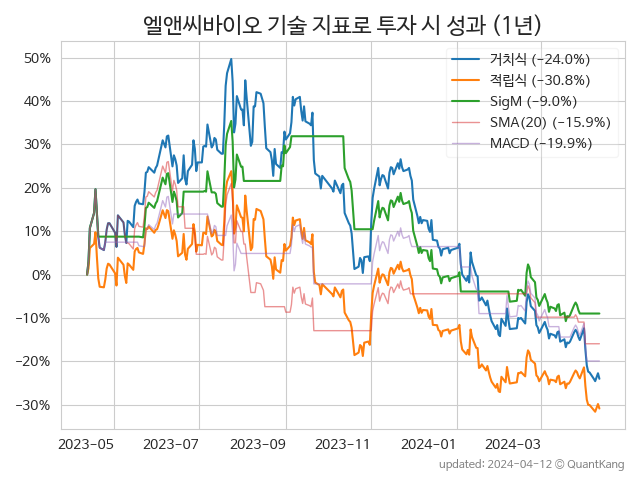 엘앤씨바이오 기술 지표로 투자 시 성과 (1년)
50%
40%
30%
20%
10%
0%
−10%
−20%
−30%
거치식 (−24.0%)
적립식 (−30.8%)
SigM (−9.0%)
SMA(20) (−15.9%)
MACD (−19.9%)
2023−05
2023−07
2023−09
2023−11
2024−01
2024−03
updated: 2024−04−12 © QuantKang